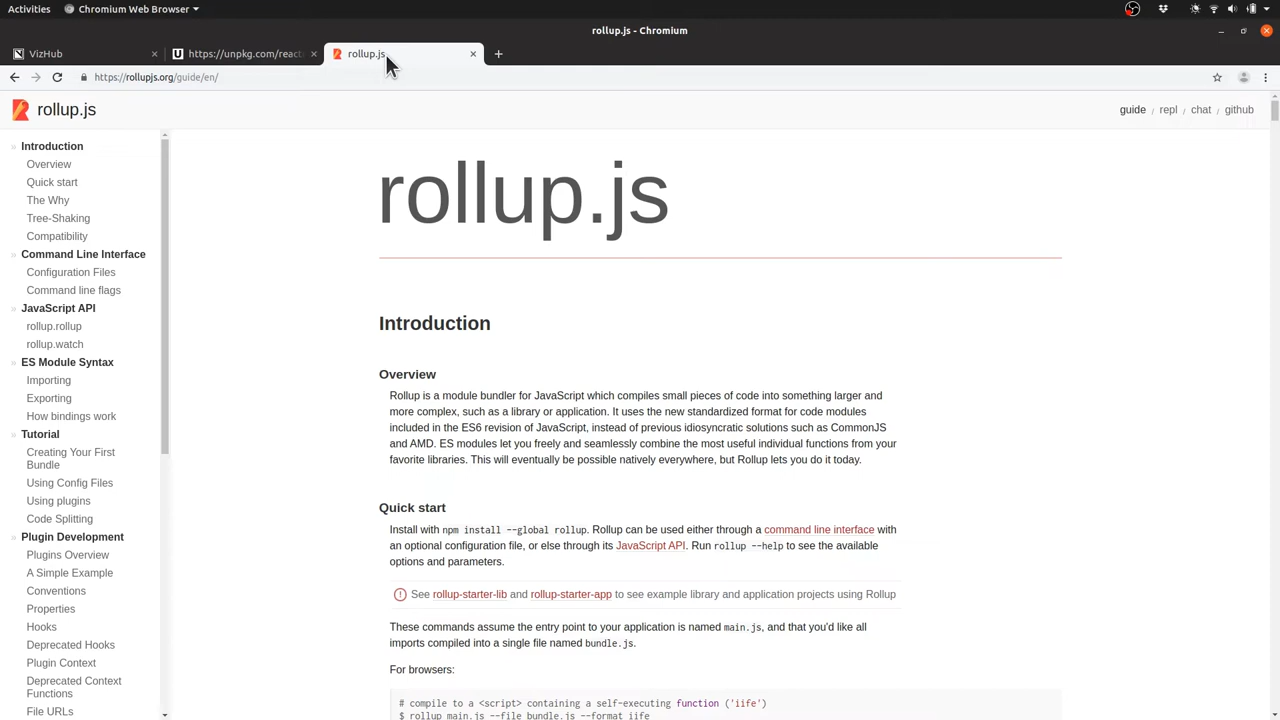 Activities
Chromium Web Browser
rollup.js - Chromium
VizHub
https://unpkg.com/react
rollup.js
https://rollupjs.org/guide/en/
rollup.js
guide / repl / chat / github
» Introduction
Overview
Quick start
The Why
Tree-Shaking
Compatibility
» Command Line Interface
Configuration Files
Command line flags
» JavaScript API
rollup.rollup
rollup.watch
» ES Module Syntax
Importing
Exporting
How bindings work
» Tutorial
Creating Your First
Bundle
Using Config Files
Using plugins
Code Splitting
» Plugin Development
Plugins Overview
A Simple Example
Conventions
Properties
Hooks
Deprecated Hooks
Plugin Context
Deprecated Context
Functions
File URLs
rollup.js
Introduction
Overview
Rollup is a module bundler for JavaScript which compiles small pieces of code into something larger and
more complex, such as a library or application. It uses the new standardized format for code modules
included in the ES6 revision of JavaScript, instead of previous idiosyncratic solutions such as CommonJS
and AMD. ES modules let you freely and seamlessly combine the most useful individual functions from your
favorite libraries. This will eventually be possible natively everywhere, but Rollup lets you do it today.
Quick start
Install with npm install --global rollup. Rollup can be used either through a command line interface with
an optional configuration file, or else through its JavaScript API. Run rollup --help to see the available
options and parameters.
See rollup-starter-lib and rollup-starter-app to see example library and application projects using Rollup
These commands assume the entry point to your application is named main.js, and that you'd like all
imports compiled into a single file named bundle.js.
For browsers:
# compile to a <script> containing a self-executing function ('iife')
$ rollup main.js --file bundle.js --format iife